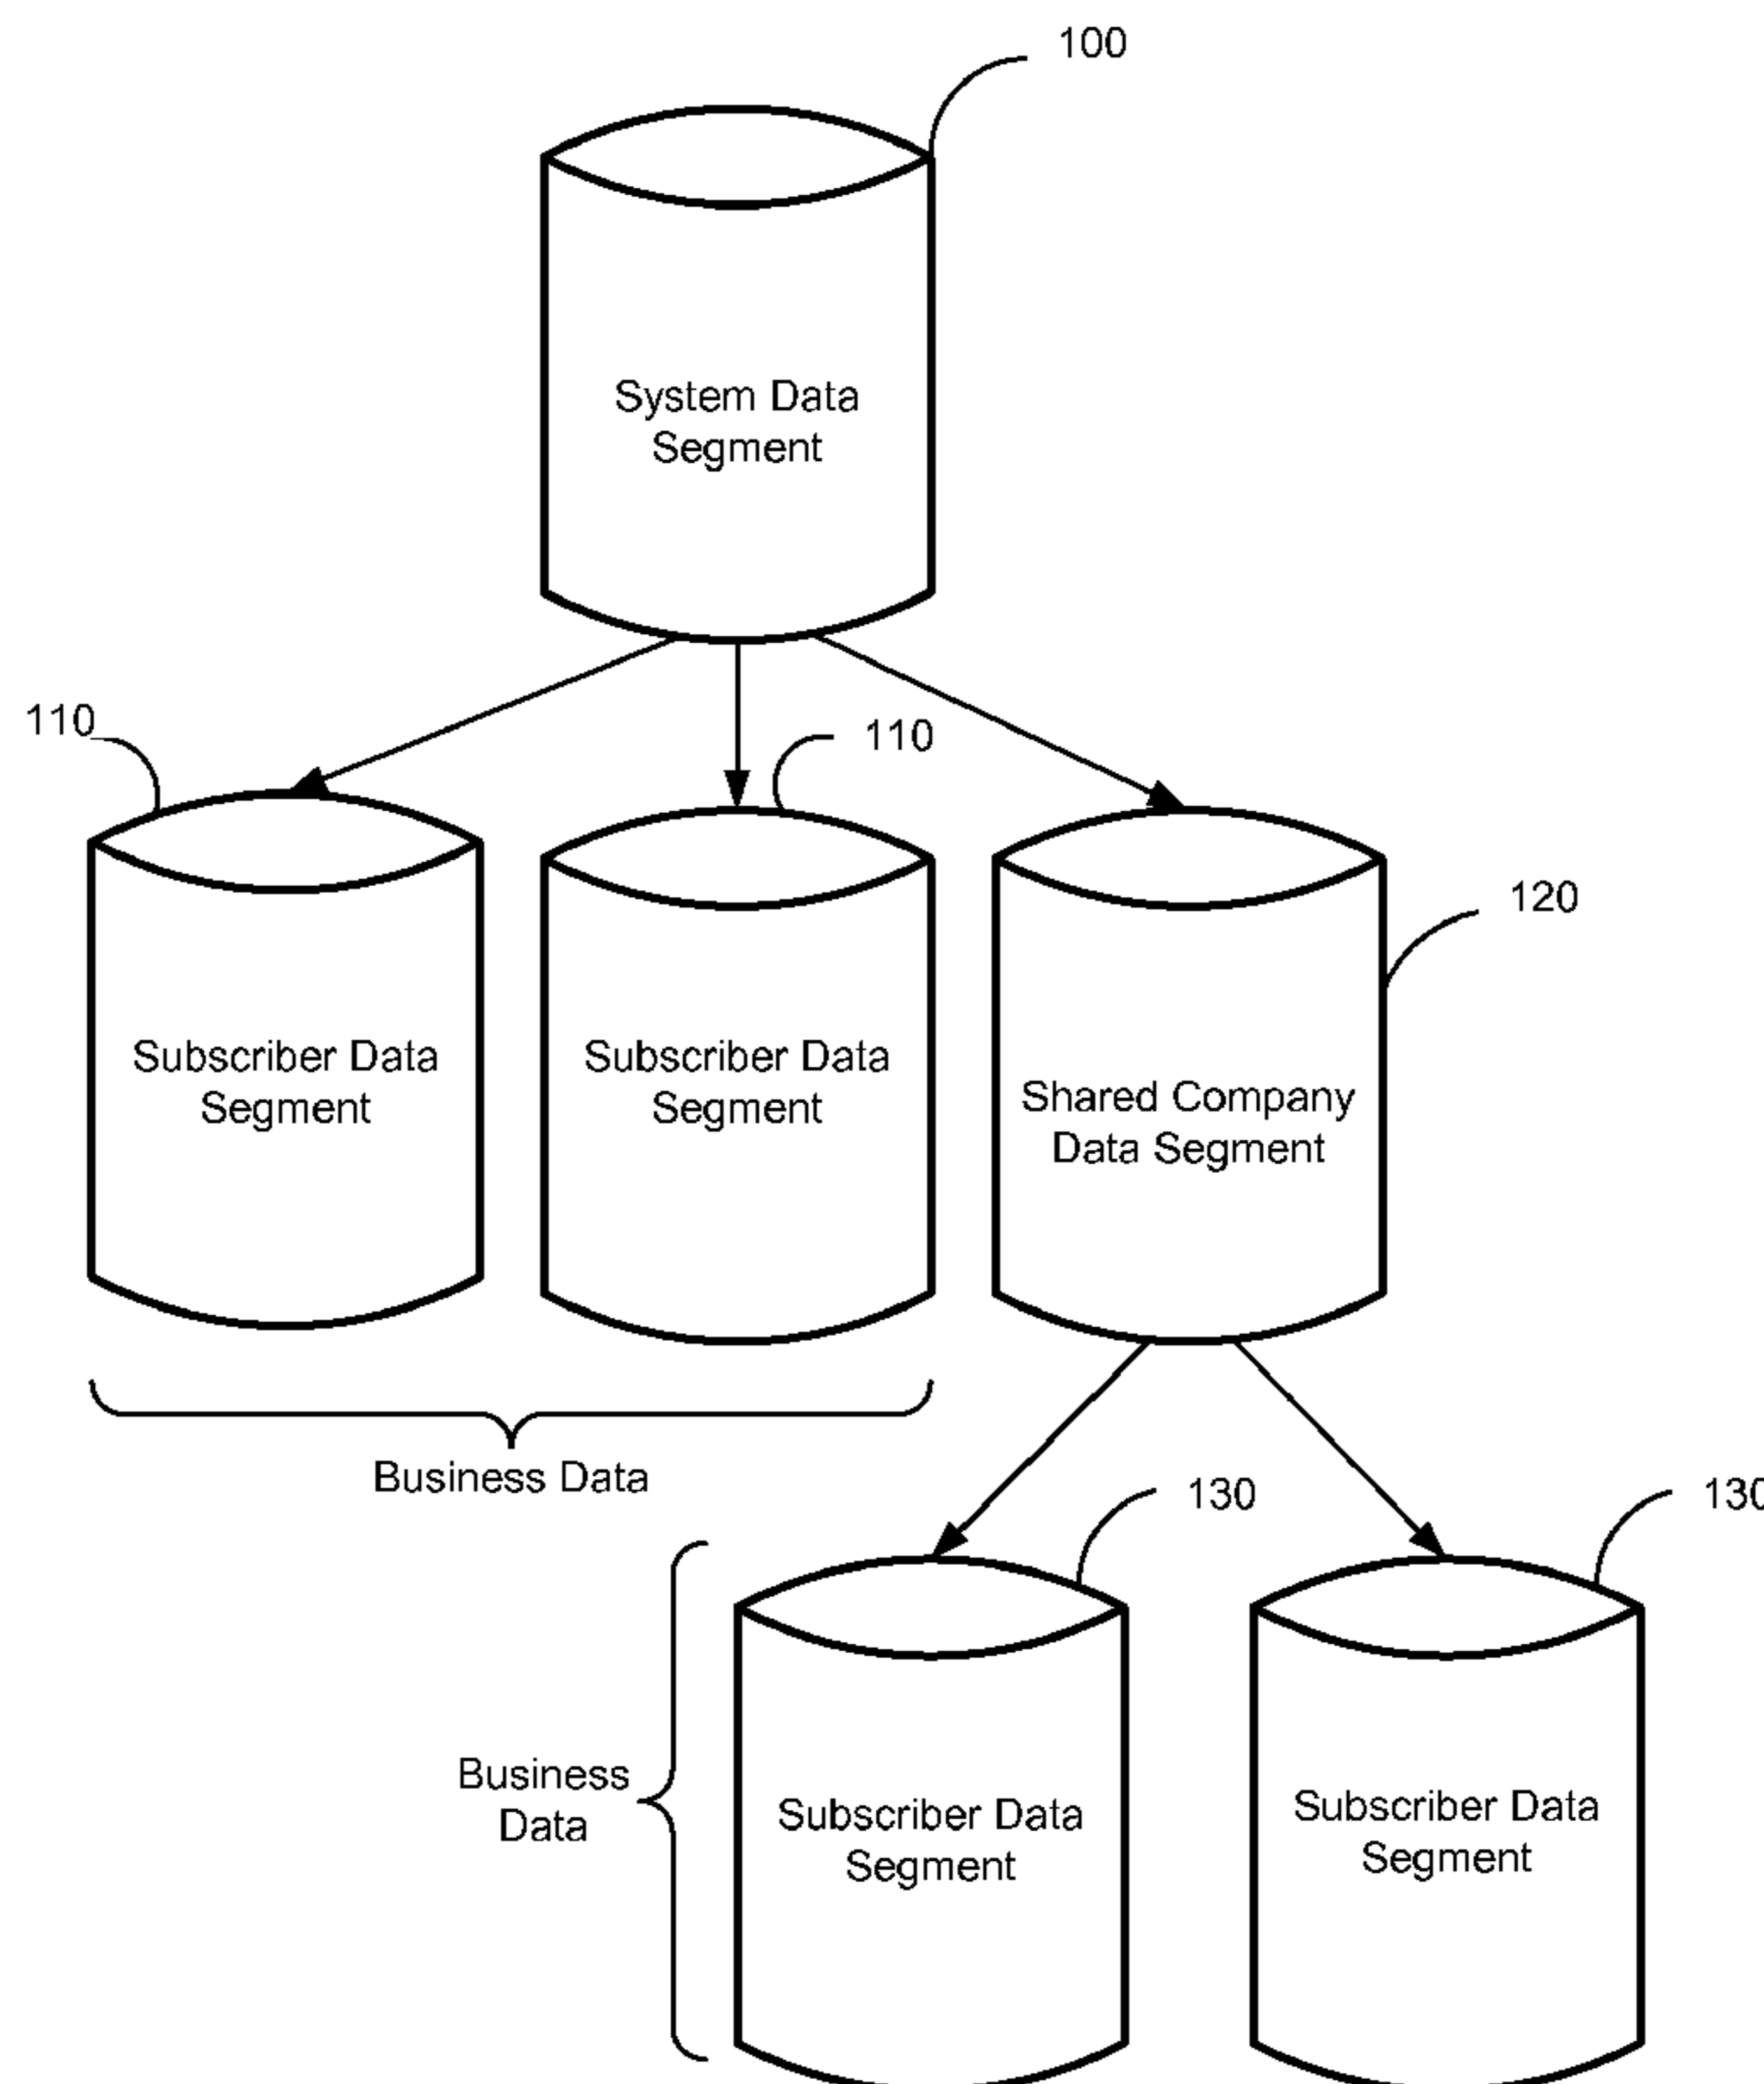 100
System Data
Segment
110
110
120
Subscriber Data
Segment
Subscriber Data
Segment
Shared Company
Data Segment
Business Data
130
130
Business
Data
Subscriber Data
Segment
Subscriber Data
Segment